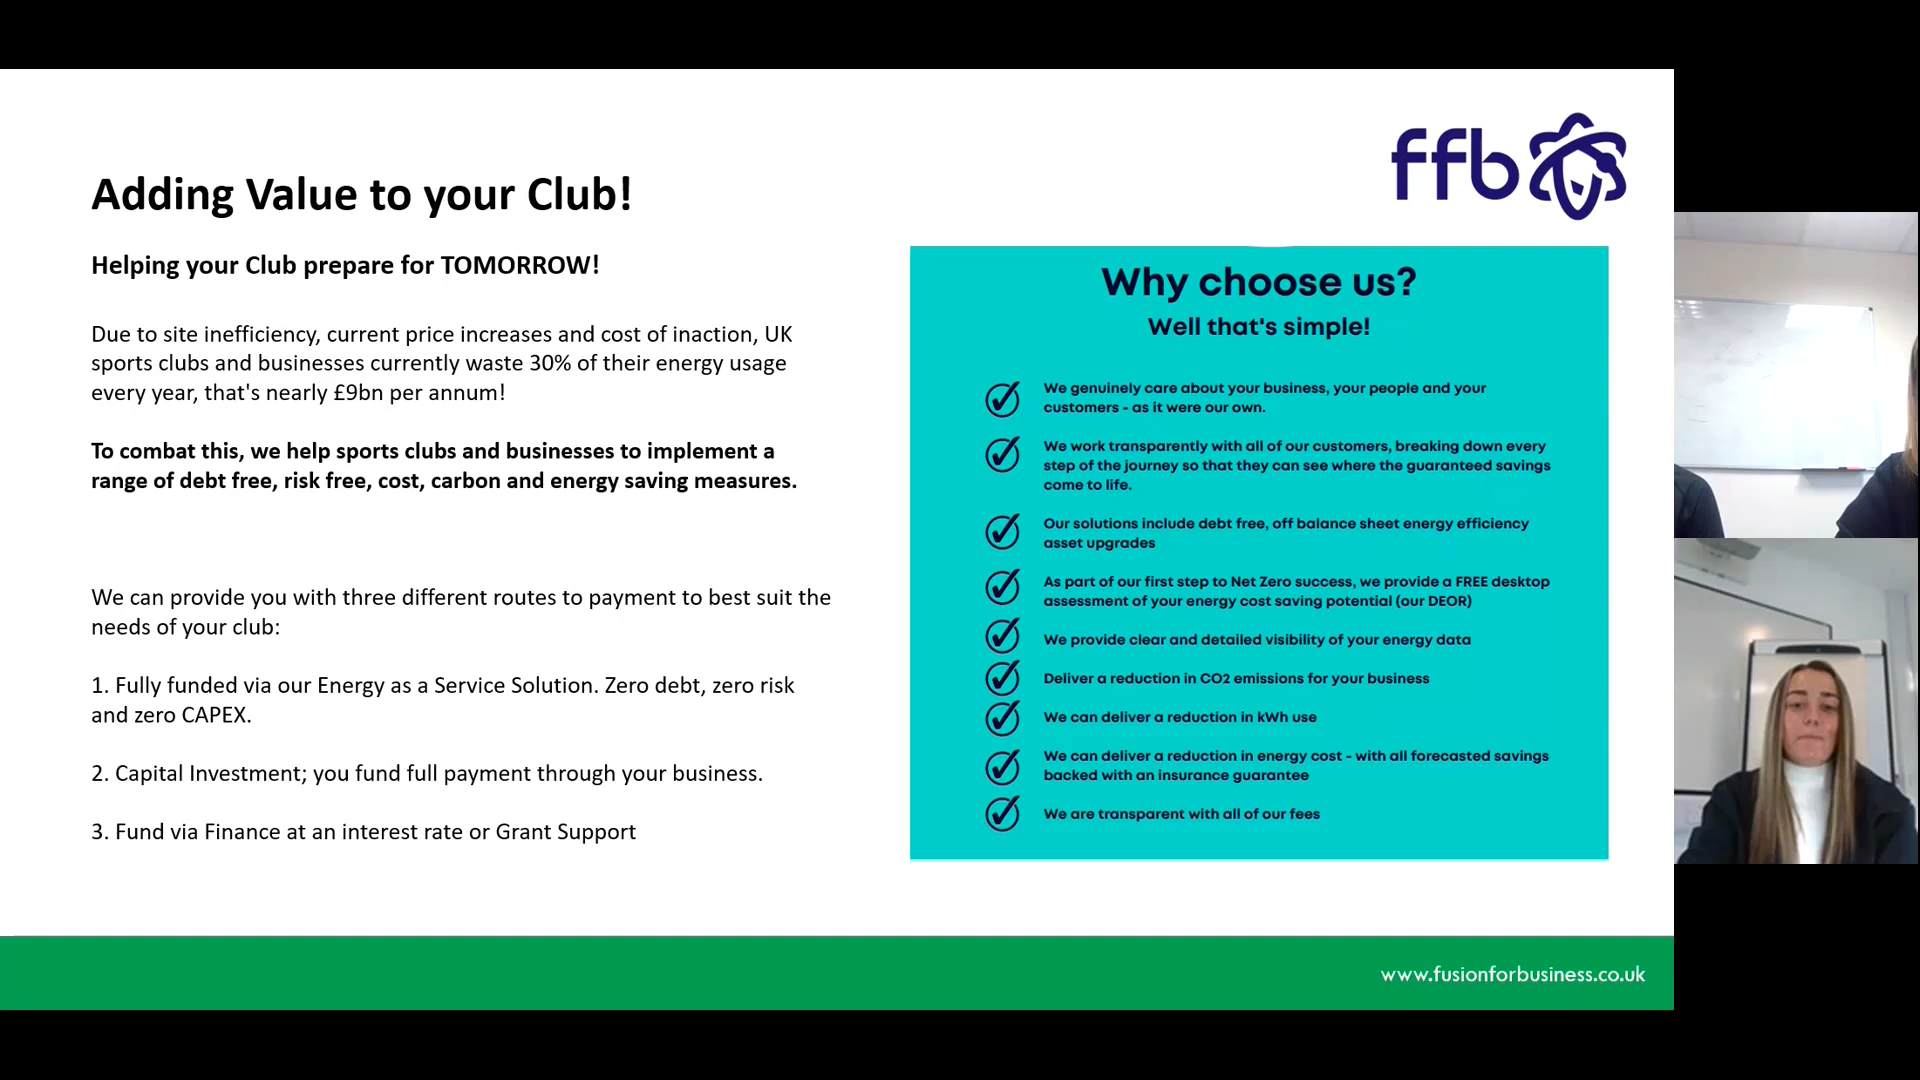 ffb
Adding Value to your Club!
Helping your Club prepare for TOMORROW!
Due to site inefficiency, current price increases and cost of inaction, UK
sports clubs and businesses currently waste 30% of their energy usage
every year, that's nearly £9bn per annum!
To combat this, we help sports clubs and businesses to implement a
range of debt free, risk free, cost, carbon and energy saving measures.
We can provide you with three different routes to payment to best suit the
needs of your club:
1. Fully funded via our Energy as a Service Solution. Zero debt, zero risk
and zero CAPEX.
2. Capital Investment; you fund full payment through your business.
3. Fund via Finance at an interest rate or Grant Support
Why choose us?
Well that's simple!
We genuinely care about your business, your people and your
customers - as it were our own.
We work transparently with all of our customers, breaking down every
step of the journey so that they can see where the guaranteed savings
come to life.
Our solutions include debt free, off balance sheet energy efficiency
asset upgrades
As part of our first step to Net Zero success, we provide a FREE desktop
assessment of your energy cost saving potential (our DEOR)
We provide clear and detailed visibility of your energy data
Deliver a reduction in CO2 emissions for your business
We can deliver a reduction in kWh use
We can deliver a reduction in energy cost - with all forecasted savings
backed with an insurance guarantee
We are transparent with all of our fees
www.fusionforbusiness.co.uk